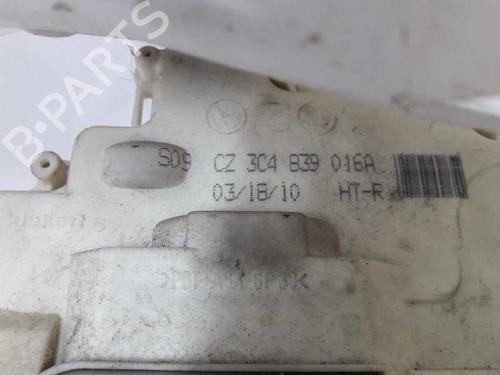 B-PARTS
S09 CZ 3C4 839 016A
03/18/10 HT-R